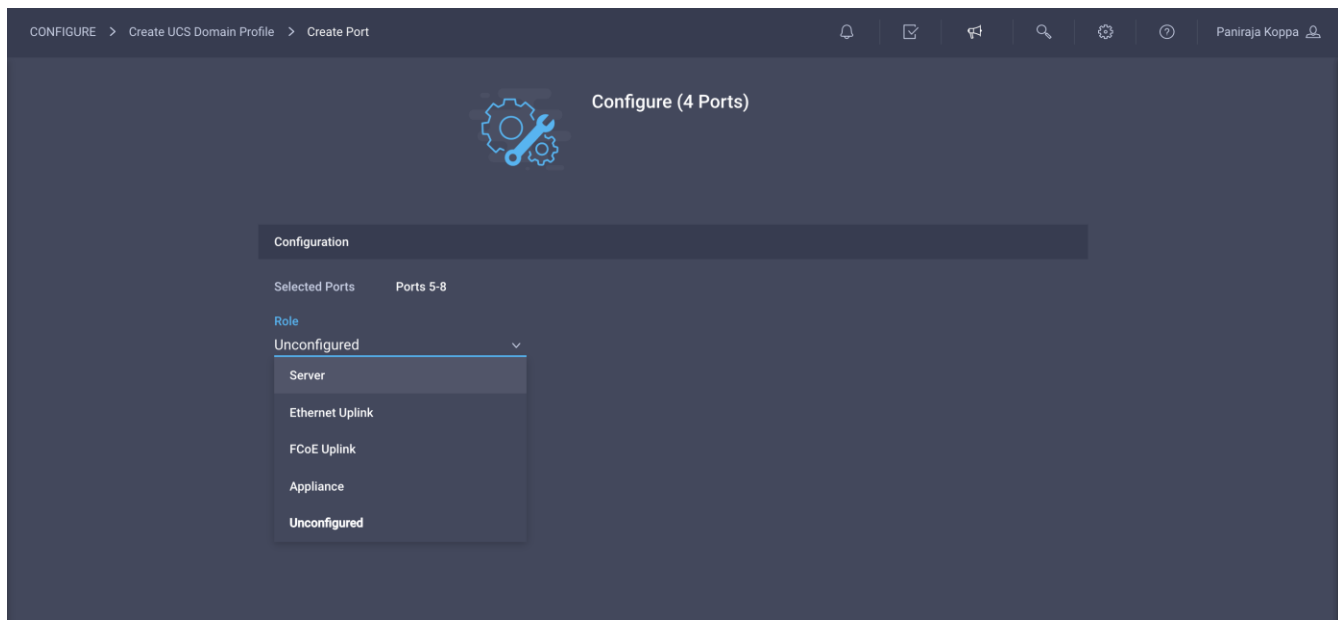 CONFIGURE > Create UCS Domain Profile > Create Port Paniraja Koppa
Configure (4 Ports)
Configuration
Selected Ports Ports 5-8
Role
Unconfigured
Server
Ethernet Uplink
FCoE Uplink
Appliance
Unconfigured